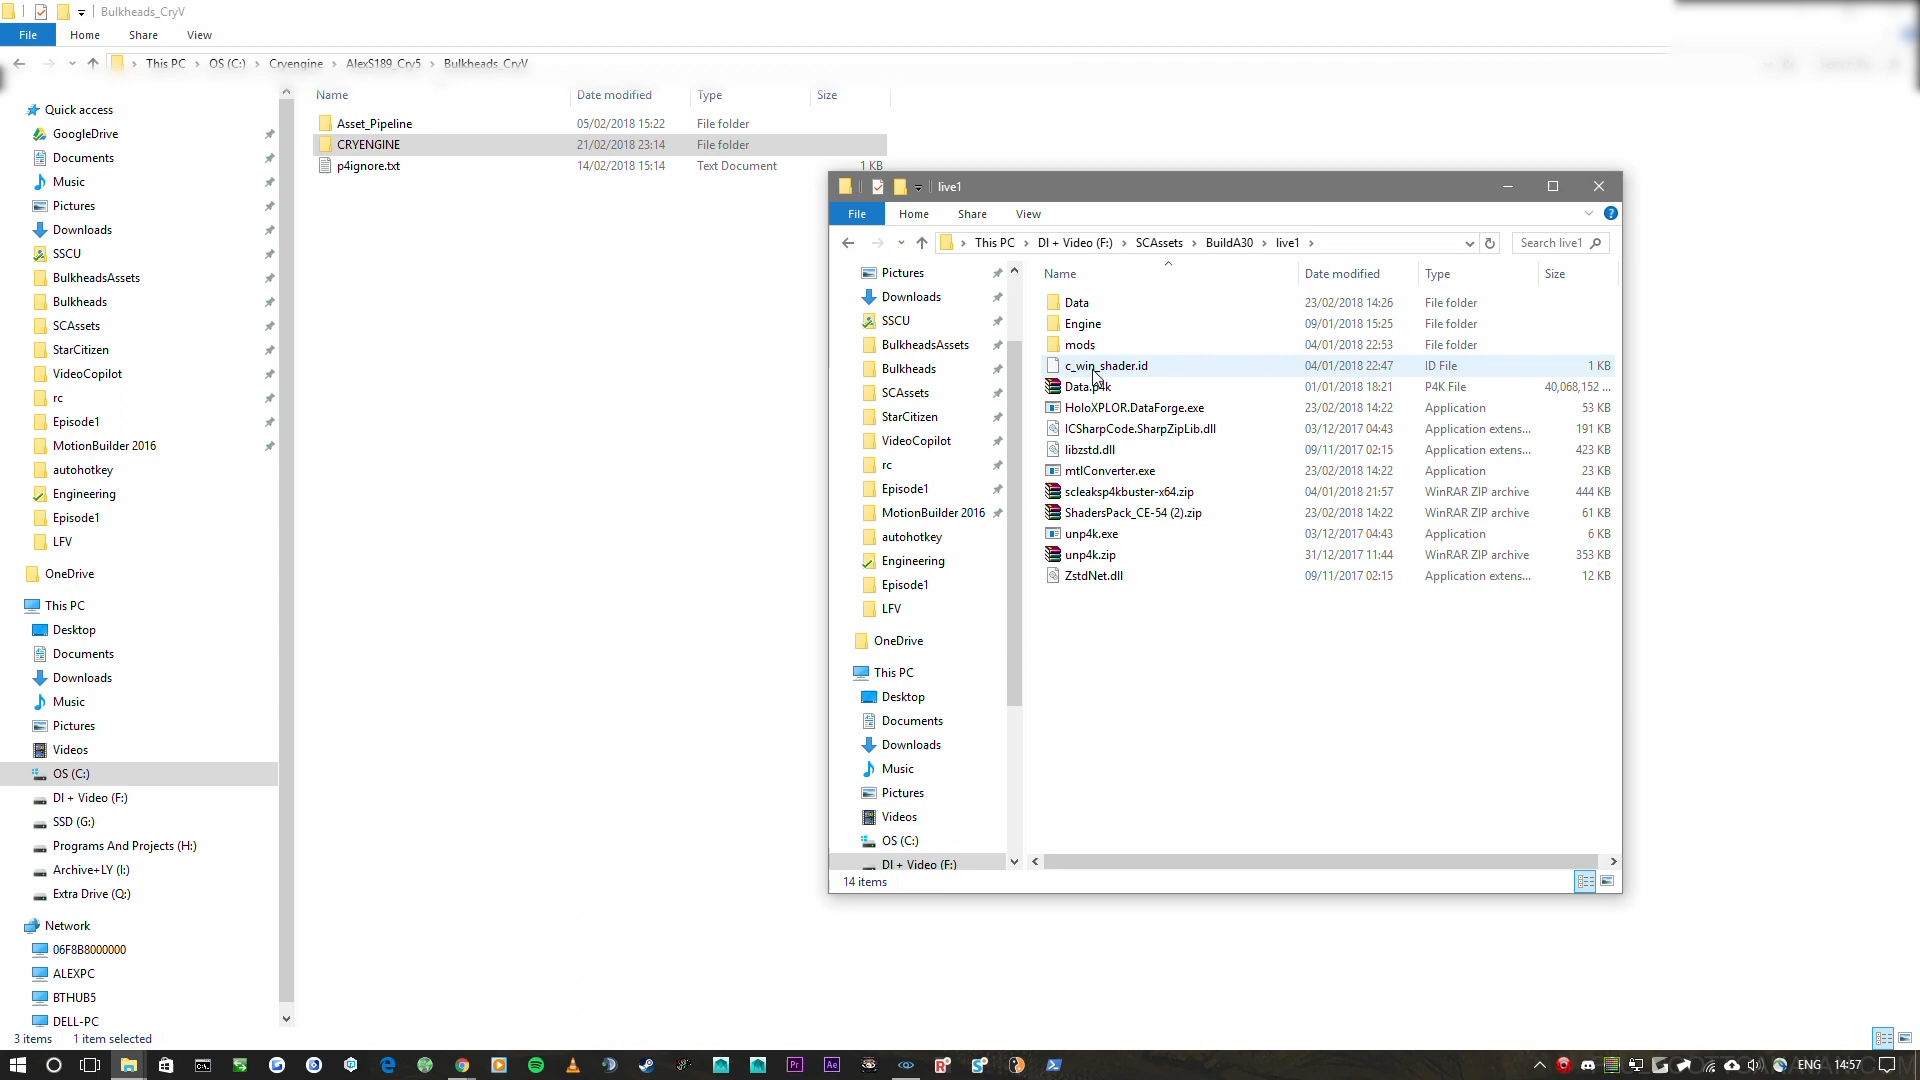 Bulkheads_CryV
File Home Share View
This PC OS (C:) Cryengine AlexS189_Cry5 Bulkheads_CryV
Name Date modified Type Size
Quick access
GoogleDrive
Documents
Music
Pictures
Downloads
SSCU
BulkheadsAssets
Bulkheads
SCAssets
StarCitizen
VideoCopilot
rc
Episode1
MotionBuilder 2016
autohotkey
Engineering
Episode1
LFV
OneDrive
This PC
Desktop
Documents
Downloads
Music
Pictures
Videos
OS (C:)
DI + Video (F:)
SSD (G:)
Programs And Projects (H:)
Archive+LY (I:)
Extra Drive (Q:)
Network
06F8B8000000
ALEXPC
BTHUB5
DELL-PC
3 items 1 item selected
Asset_Pipeline 05/02/2018 15:22 File folder
CRYENGINE 21/02/2018 23:14 File folder
p4ignore.txt 14/02/2018 15:14 Text Document 1 KB
live1
File Home Share View
This PC DI + Video (F:) SCAssets BuildA30 live1
Search live1
Pictures
Downloads
SSCU
BulkheadsAssets
Bulkheads
SCAssets
StarCitizen
VideoCopilot
rc
Episode1
MotionBuilder 2016
autohotkey
Engineering
Episode1
LFV
OneDrive
This PC
Desktop
Documents
Downloads
Music
Pictures
Videos
OS (C:)
DI + Video (F:)
Name Date modified Type Size
Data 23/02/2018 14:26 File folder
Engine 09/01/2018 15:25 File folder
mods 04/01/2018 22:53 File folder
c_win_shader.id 04/01/2018 22:47 ID File 1 KB
Data.p4k 01/01/2018 18:21 P4K File 40,068,152 ...
HoloXPLOR.DataForge.exe 23/02/2018 14:22 Application 53 KB
ICSharpCode.SharpZipLib.dll 03/12/2017 04:43 Application extens... 191 KB
libzstd.dll 09/11/2017 02:15 Application extens... 423 KB
mtlConverter.exe 23/02/2018 14:22 Application 23 KB
scleaksp4kbuster-x64.zip 04/01/2018 21:57 WinRAR ZIP archive 444 KB
ShadersPack_CE-54 (2).zip 23/02/2018 14:22 WinRAR ZIP archive 61 KB
unp4k.exe 03/12/2017 04:43 Application 6 KB
unp4k.zip 31/12/2017 11:44 WinRAR ZIP archive 353 KB
ZstdNet.dll 09/11/2017 02:15 Application extens... 12 KB
14 items
Pr Ae
ENG 14:57